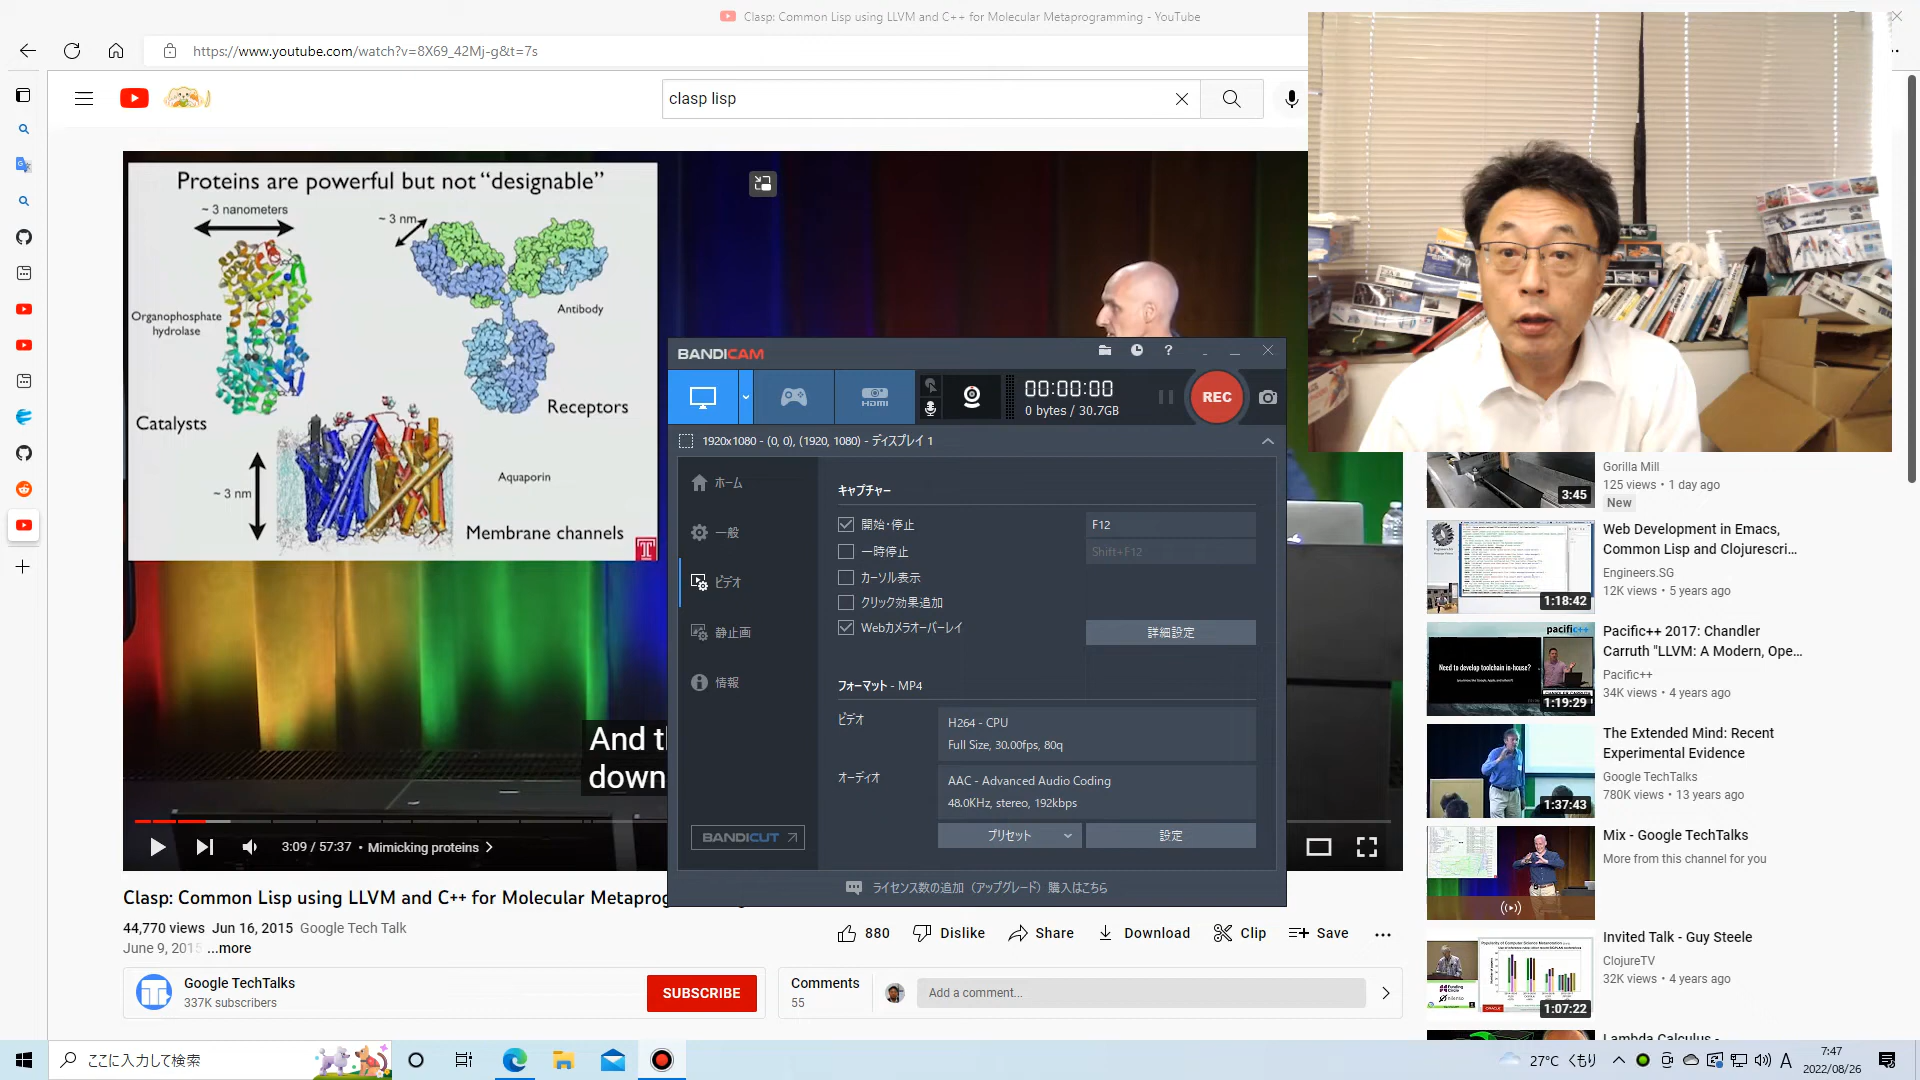 Clasp: Common Lisp using LLVM and C++ for Molecular Metaprogramming - YouTube
https://www.youtube.com/watch?v=8X69_42Mj-g&t=7s
clasp lisp
Proteins are powerful but not “designable”
~ 3 nanometers
~ 3 nm
Organophosphate
hydrolase
Antibody
Catalysts
Receptors
~ 3 nm
Aquaporin
Membrane channels
And t
down
3:09 / 57:37 • Mimicking proteins
BANDICAM
HDMI
00:00:00
0 bytes / 30.7GB
REC
1920x1080 - (0, 0), (1920, 1080) - ディスプレイ 1
ホーム
一般
ビデオ
静止画
情報
BANDICUT
キャプチャー
開始・停止
F12
一時停止
Shift+F12
カーソル表示
クリック効果追加
Webカメラオーバーレイ
詳細設定
フォーマット - MP4
ビデオ
H264 - CPU
Full Size, 30.00fps, 80q
オーディオ
AAC - Advanced Audio Coding
48.0KHz, stereo, 192kbps
プリセット
設定
ライセンス数の追加（アップグレード）購入はこちら
Clasp: Common Lisp using LLVM and C++ for Molecular Metaprog
44,770 views Jun 16, 2015 Google Tech Talk
June 9, 2015 ...more
880
Dislike
Share
Download
Clip
Save
Google TechTalks
337K subscribers
SUBSCRIBE
Comments
55
Add a comment...
3:45
Gorilla Mill
125 views • 1 day ago
New
1:18:42
Web Development in Emacs,
Common Lisp and Clojurescri...
Engineers.SG
12K views • 5 years ago
pacific++
Need to develop toolchain in-house?
1:19:29
Pacific++ 2017: Chandler
Carruth "LLVM: A Modern, Ope...
Pacific++
34K views • 4 years ago
1:37:43
The Extended Mind: Recent
Experimental Evidence
Google TechTalks
780K views • 13 years ago
Mix - Google TechTalks
More from this channel for you
1:07:22
Invited Talk - Guy Steele
ClojureTV
32K views • 4 years ago
Lambda Calculus -
ここに入力して検索
27°C くもり
A
7:47
2022/08/26